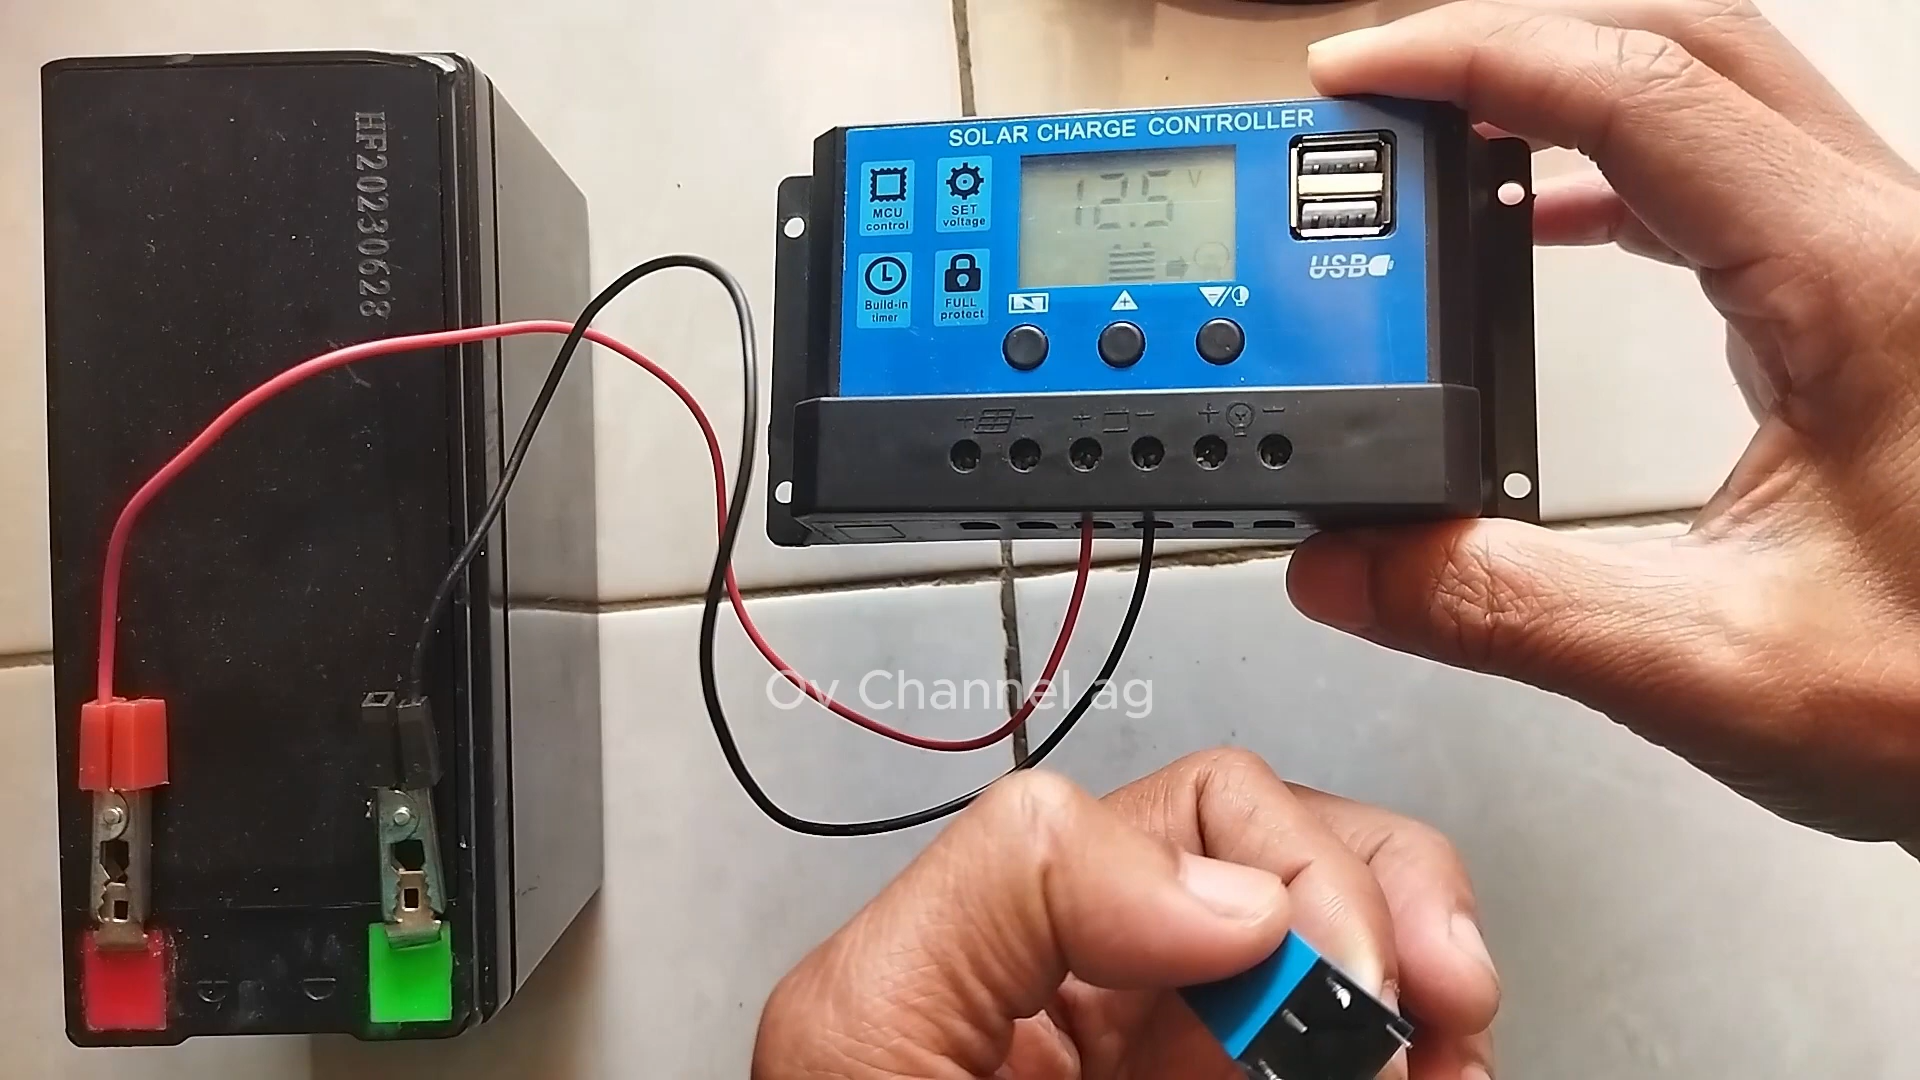 HF20230628
SOLAR CHARGE CONTROLLER
MCU
control
SET
voltage
Build-in
timer
FULL
protect
12.5 V
USB
Ov Channel ag